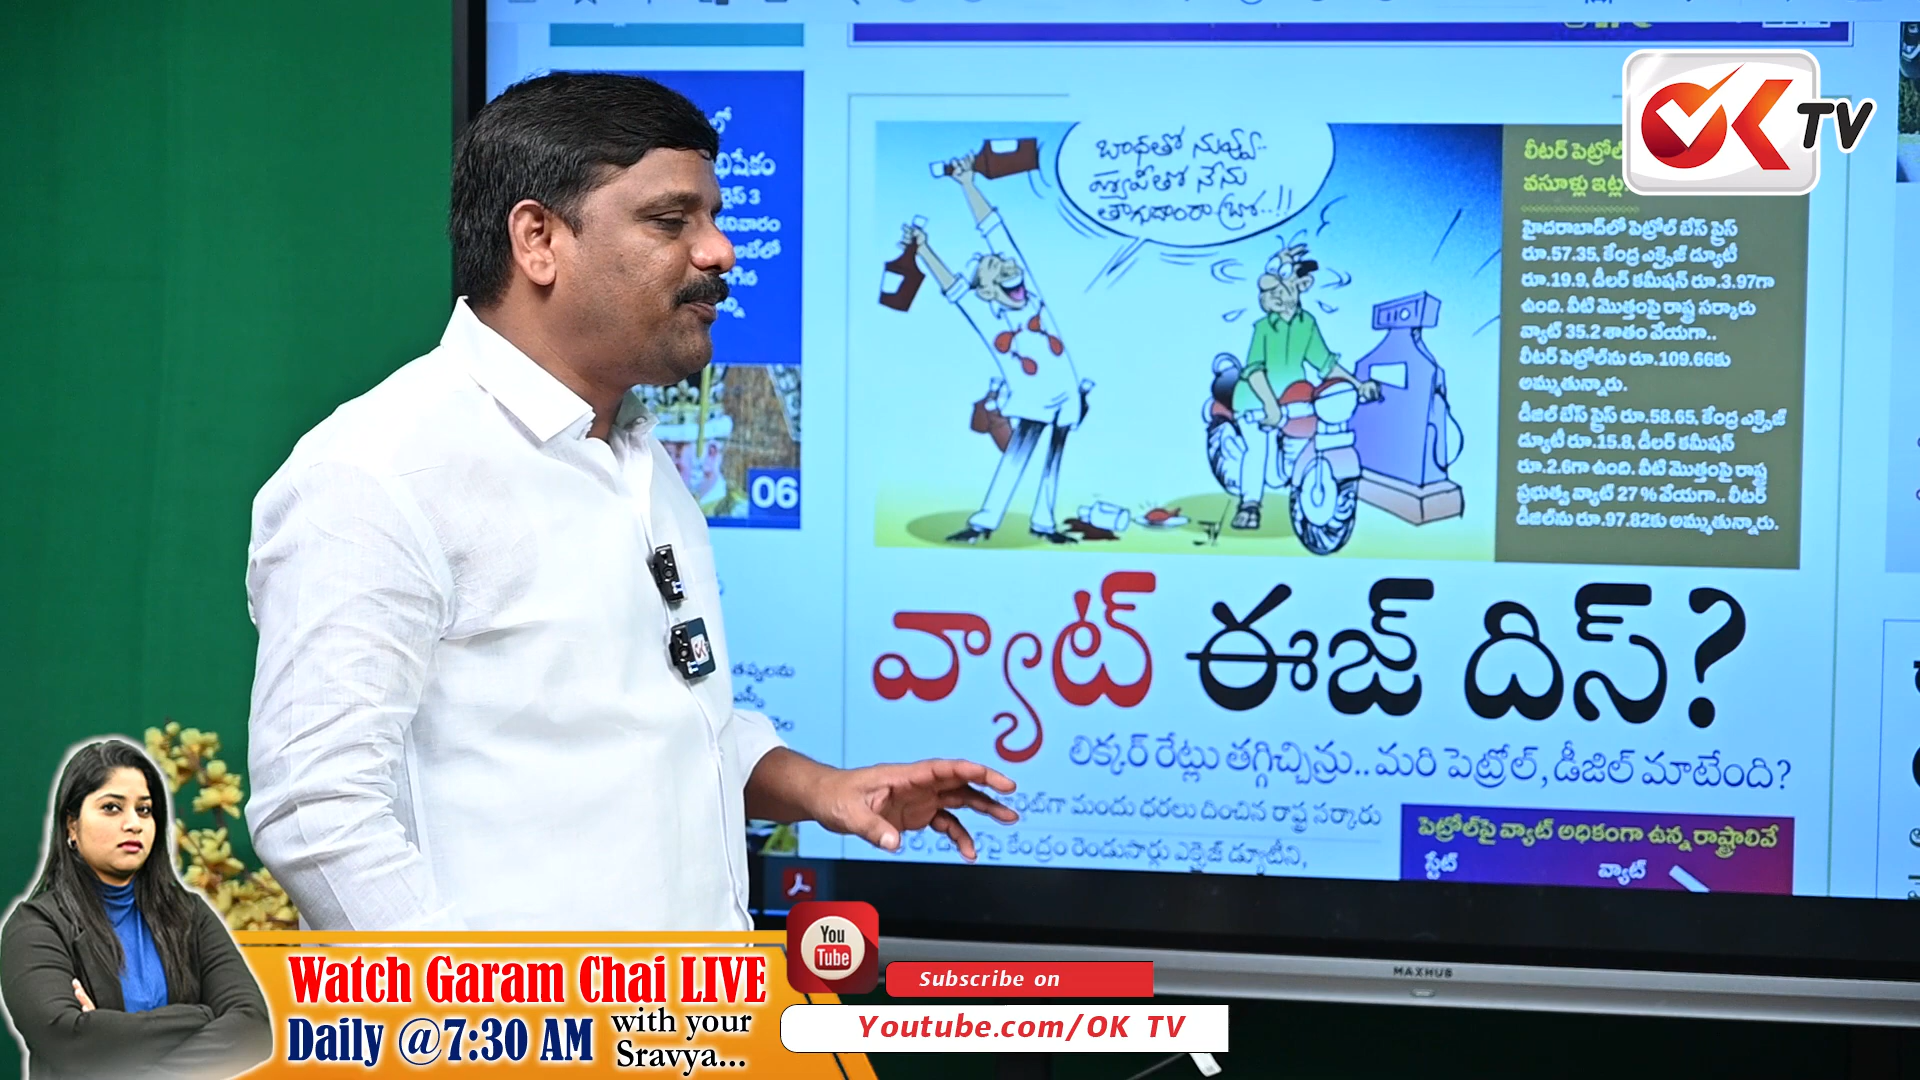 OK TV
బాధతో నువ్వు..
హ్యాపీతో నేను
తాగుదాంరా బ్రో..!!
లీటర్ పెట్రోల్
వసూళ్లు ఇట్ల
హైదరాబాద్‌లో పెట్రోల్ బేస్ ప్రైస్
రూ.57.35, కేంద్ర ఎక్సైజ్ డ్యూటీ
రూ.19.9, డీలర్ కమీషన్ రూ.3.97గా
ఉంది. వీటి మొత్తంపై రాష్ట్ర సర్కారు
వ్యాట్ 35.2 శాతం వేయగా..
లీటర్ పెట్రోల్‌ను రూ.109.66కు
అమ్ముతున్నారు.
డీజిల్ బేస్ ప్రైస్ రూ.58.65, కేంద్ర ఎక్సైజ్
డ్యూటీ రూ.15.8, డీలర్ కమీషన్
రూ.2.6గా ఉంది. వీటి మొత్తంపై రాష్ట్ర
ప్రభుత్వ వ్యాట్ 27 % వేయగా.. లీటర్
డీజిల్‌ను రూ.97.82కు అమ్ముతున్నారు.
06
వ్యాట్ ఈజ్ దిస్?
లిక్కర్ రేట్లు తగ్గిచ్చిన్రు.. మరి పెట్రోల్, డీజిల్ మాటేంది?
మందు ధరలు దించిన రాష్ట్ర సర్కారు
కేంద్రం రెండుసార్లు ఎక్సైజ్ డ్యూటీని,
పెట్రోల్‌పై వ్యాట్ అధికంగా ఉన్న రాష్ట్రాలివే
స్టేట్ వ్యాట్
MAXHUB
Watch Garam Chai LIVE
Daily @7:30 AM with your
Sravya...
You
Tube
Subscribe on
Youtube.com/OK TV